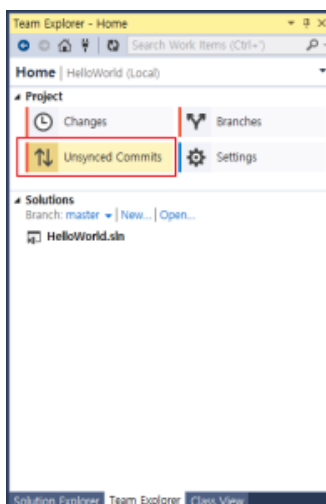 Team Explorer - Home
Search Work Items (Ctrl+')
Home | HelloWorld (Local)
Project
Changes
Branches
Unsynced Commits
Settings
Solutions
Branch: master | New... | Open...
HelloWorld.sln
Solution Explorer Team Explorer Class View